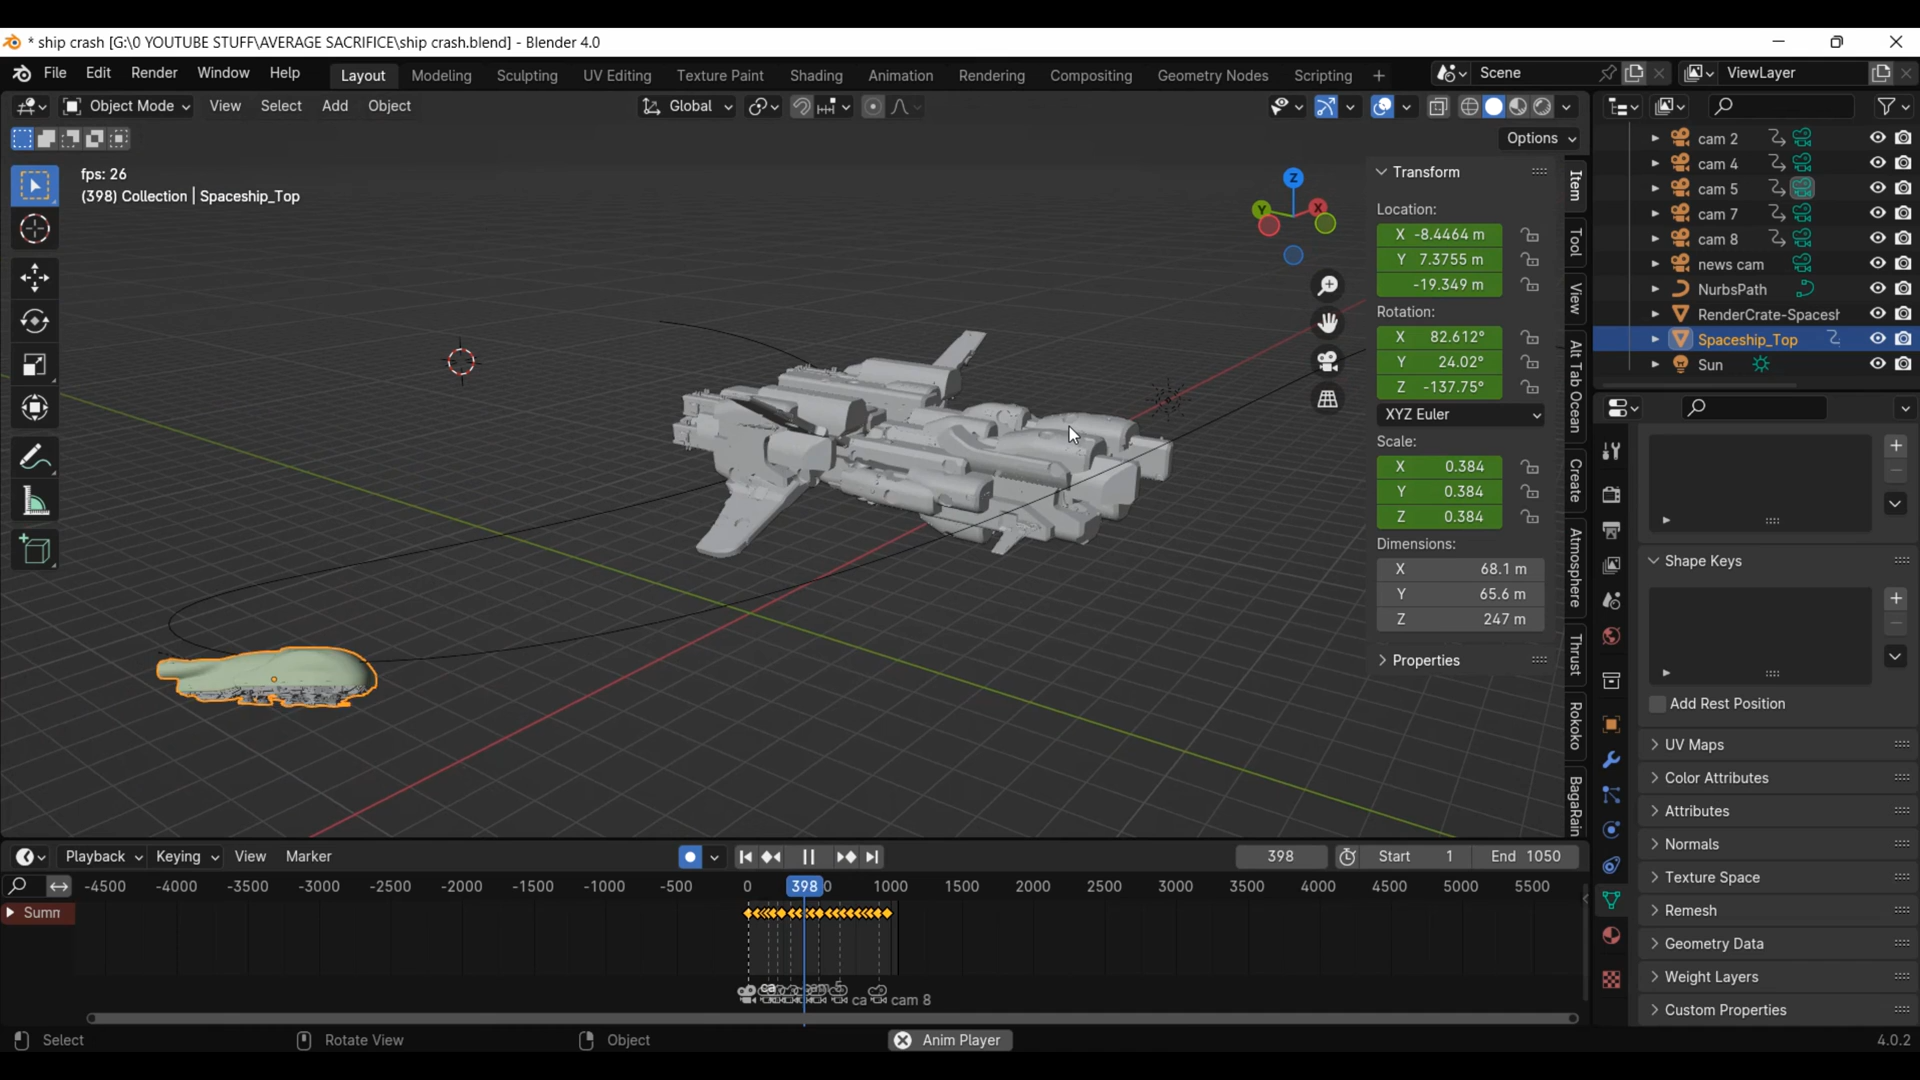 * ship crash [G:\0 YOUTUBE STUFF\AVERAGE SACRIFICE\ship crash.blend] - Blender 4.0
File Edit Render Window Help Layout Modeling Sculpting UV Editing Texture Paint Shading Animation Rendering Compositing Geometry Nodes Scripting + Scene ViewLayer
Object Mode View Select Add Object Global
Options
fps: 26
(398) Collection | Spaceship_Top
Z
Y
X
Transform
Location:
X -8.4464 m
Y 7.3755 m
-19.349 m
Rotation:
X 82.612°
Y 24.02°
Z -137.75°
XYZ Euler
Scale:
X 0.384
Y 0.384
Z 0.384
Dimensions:
X 68.1 m
Y 65.6 m
Z 247 m
Properties
Item
Tool
View
Alt Tab Ocean
Create
Atmosphere
Thrust
Rokoko
BagaRain
cam 2
cam 4
cam 5
cam 7
cam 8
news cam
NurbsPath
RenderCrate-Spacesh
Spaceship_Top
Sun
Shape Keys
Add Rest Position
UV Maps
Color Attributes
Attributes
Normals
Texture Space
Remesh
Geometry Data
Weight Layers
Custom Properties
Playback Keying View Marker 398 Start 1 End 1050
-4500 -4000 -3500 -3000 -2500 -2000 -1500 -1000 -500 0 398 0 1000 1500 2000 2500 3000 3500 4000 4500 5000 5500
Summ
ca
ca cam 8
Select Rotate View Object Anim Player 4.0.2